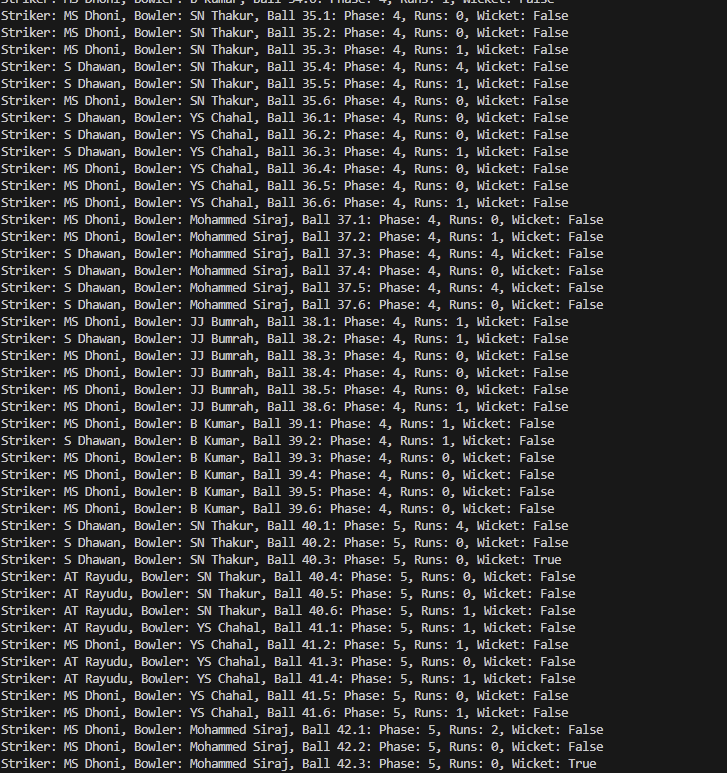 Striker: MS Dhoni, Bowler: B Kumar, Ball 34.6: Phase: 4, Runs: 1, Wicket: False
Striker: MS Dhoni, Bowler: SN Thakur, Ball 35.1: Phase: 4, Runs: 0, Wicket: False
Striker: MS Dhoni, Bowler: SN Thakur, Ball 35.2: Phase: 4, Runs: 0, Wicket: False
Striker: MS Dhoni, Bowler: SN Thakur, Ball 35.3: Phase: 4, Runs: 1, Wicket: False
Striker: S Dhawan, Bowler: SN Thakur, Ball 35.4: Phase: 4, Runs: 4, Wicket: False
Striker: S Dhawan, Bowler: SN Thakur, Ball 35.5: Phase: 4, Runs: 1, Wicket: False
Striker: MS Dhoni, Bowler: SN Thakur, Ball 35.6: Phase: 4, Runs: 0, Wicket: False
Striker: S Dhawan, Bowler: YS Chahal, Ball 36.1: Phase: 4, Runs: 0, Wicket: False
Striker: S Dhawan, Bowler: YS Chahal, Ball 36.2: Phase: 4, Runs: 0, Wicket: False
Striker: S Dhawan, Bowler: YS Chahal, Ball 36.3: Phase: 4, Runs: 1, Wicket: False
Striker: MS Dhoni, Bowler: YS Chahal, Ball 36.4: Phase: 4, Runs: 0, Wicket: False
Striker: MS Dhoni, Bowler: YS Chahal, Ball 36.5: Phase: 4, Runs: 0, Wicket: False
Striker: MS Dhoni, Bowler: YS Chahal, Ball 36.6: Phase: 4, Runs: 1, Wicket: False
Striker: MS Dhoni, Bowler: Mohammed Siraj, Ball 37.1: Phase: 4, Runs: 0, Wicket: False
Striker: MS Dhoni, Bowler: Mohammed Siraj, Ball 37.2: Phase: 4, Runs: 1, Wicket: False
Striker: S Dhawan, Bowler: Mohammed Siraj, Ball 37.3: Phase: 4, Runs: 4, Wicket: False
Striker: S Dhawan, Bowler: Mohammed Siraj, Ball 37.4: Phase: 4, Runs: 0, Wicket: False
Striker: S Dhawan, Bowler: Mohammed Siraj, Ball 37.5: Phase: 4, Runs: 4, Wicket: False
Striker: S Dhawan, Bowler: Mohammed Siraj, Ball 37.6: Phase: 4, Runs: 0, Wicket: False
Striker: MS Dhoni, Bowler: JJ Bumrah, Ball 38.1: Phase: 4, Runs: 1, Wicket: False
Striker: S Dhawan, Bowler: JJ Bumrah, Ball 38.2: Phase: 4, Runs: 1, Wicket: False
Striker: MS Dhoni, Bowler: JJ Bumrah, Ball 38.3: Phase: 4, Runs: 0, Wicket: False
Striker: MS Dhoni, Bowler: JJ Bumrah, Ball 38.4: Phase: 4, Runs: 0, Wicket: False
Striker: MS Dhoni, Bowler: JJ Bumrah, Ball 38.5: Phase: 4, Runs: 0, Wicket: False
Striker: MS Dhoni, Bowler: JJ Bumrah, Ball 38.6: Phase: 4, Runs: 1, Wicket: False
Striker: MS Dhoni, Bowler: B Kumar, Ball 39.1: Phase: 4, Runs: 1, Wicket: False
Striker: S Dhawan, Bowler: B Kumar, Ball 39.2: Phase: 4, Runs: 1, Wicket: False
Striker: MS Dhoni, Bowler: B Kumar, Ball 39.3: Phase: 4, Runs: 0, Wicket: False
Striker: MS Dhoni, Bowler: B Kumar, Ball 39.4: Phase: 4, Runs: 0, Wicket: False
Striker: MS Dhoni, Bowler: B Kumar, Ball 39.5: Phase: 4, Runs: 0, Wicket: False
Striker: MS Dhoni, Bowler: B Kumar, Ball 39.6: Phase: 4, Runs: 0, Wicket: False
Striker: S Dhawan, Bowler: SN Thakur, Ball 40.1: Phase: 5, Runs: 4, Wicket: False
Striker: S Dhawan, Bowler: SN Thakur, Ball 40.2: Phase: 5, Runs: 0, Wicket: False
Striker: S Dhawan, Bowler: SN Thakur, Ball 40.3: Phase: 5, Runs: 0, Wicket: True
Striker: AT Rayudu, Bowler: SN Thakur, Ball 40.4: Phase: 5, Runs: 0, Wicket: False
Striker: AT Rayudu, Bowler: SN Thakur, Ball 40.5: Phase: 5, Runs: 0, Wicket: False
Striker: AT Rayudu, Bowler: SN Thakur, Ball 40.6: Phase: 5, Runs: 1, Wicket: False
Striker: AT Rayudu, Bowler: YS Chahal, Ball 41.1: Phase: 5, Runs: 1, Wicket: False
Striker: MS Dhoni, Bowler: YS Chahal, Ball 41.2: Phase: 5, Runs: 1, Wicket: False
Striker: AT Rayudu, Bowler: YS Chahal, Ball 41.3: Phase: 5, Runs: 0, Wicket: False
Striker: AT Rayudu, Bowler: YS Chahal, Ball 41.4: Phase: 5, Runs: 1, Wicket: False
Striker: MS Dhoni, Bowler: YS Chahal, Ball 41.5: Phase: 5, Runs: 0, Wicket: False
Striker: MS Dhoni, Bowler: YS Chahal, Ball 41.6: Phase: 5, Runs: 1, Wicket: False
Striker: MS Dhoni, Bowler: Mohammed Siraj, Ball 42.1: Phase: 5, Runs: 2, Wicket: False
Striker: MS Dhoni, Bowler: Mohammed Siraj, Ball 42.2: Phase: 5, Runs: 0, Wicket: False
Striker: MS Dhoni, Bowler: Mohammed Siraj, Ball 42.3: Phase: 5, Runs: 0, Wicket: True